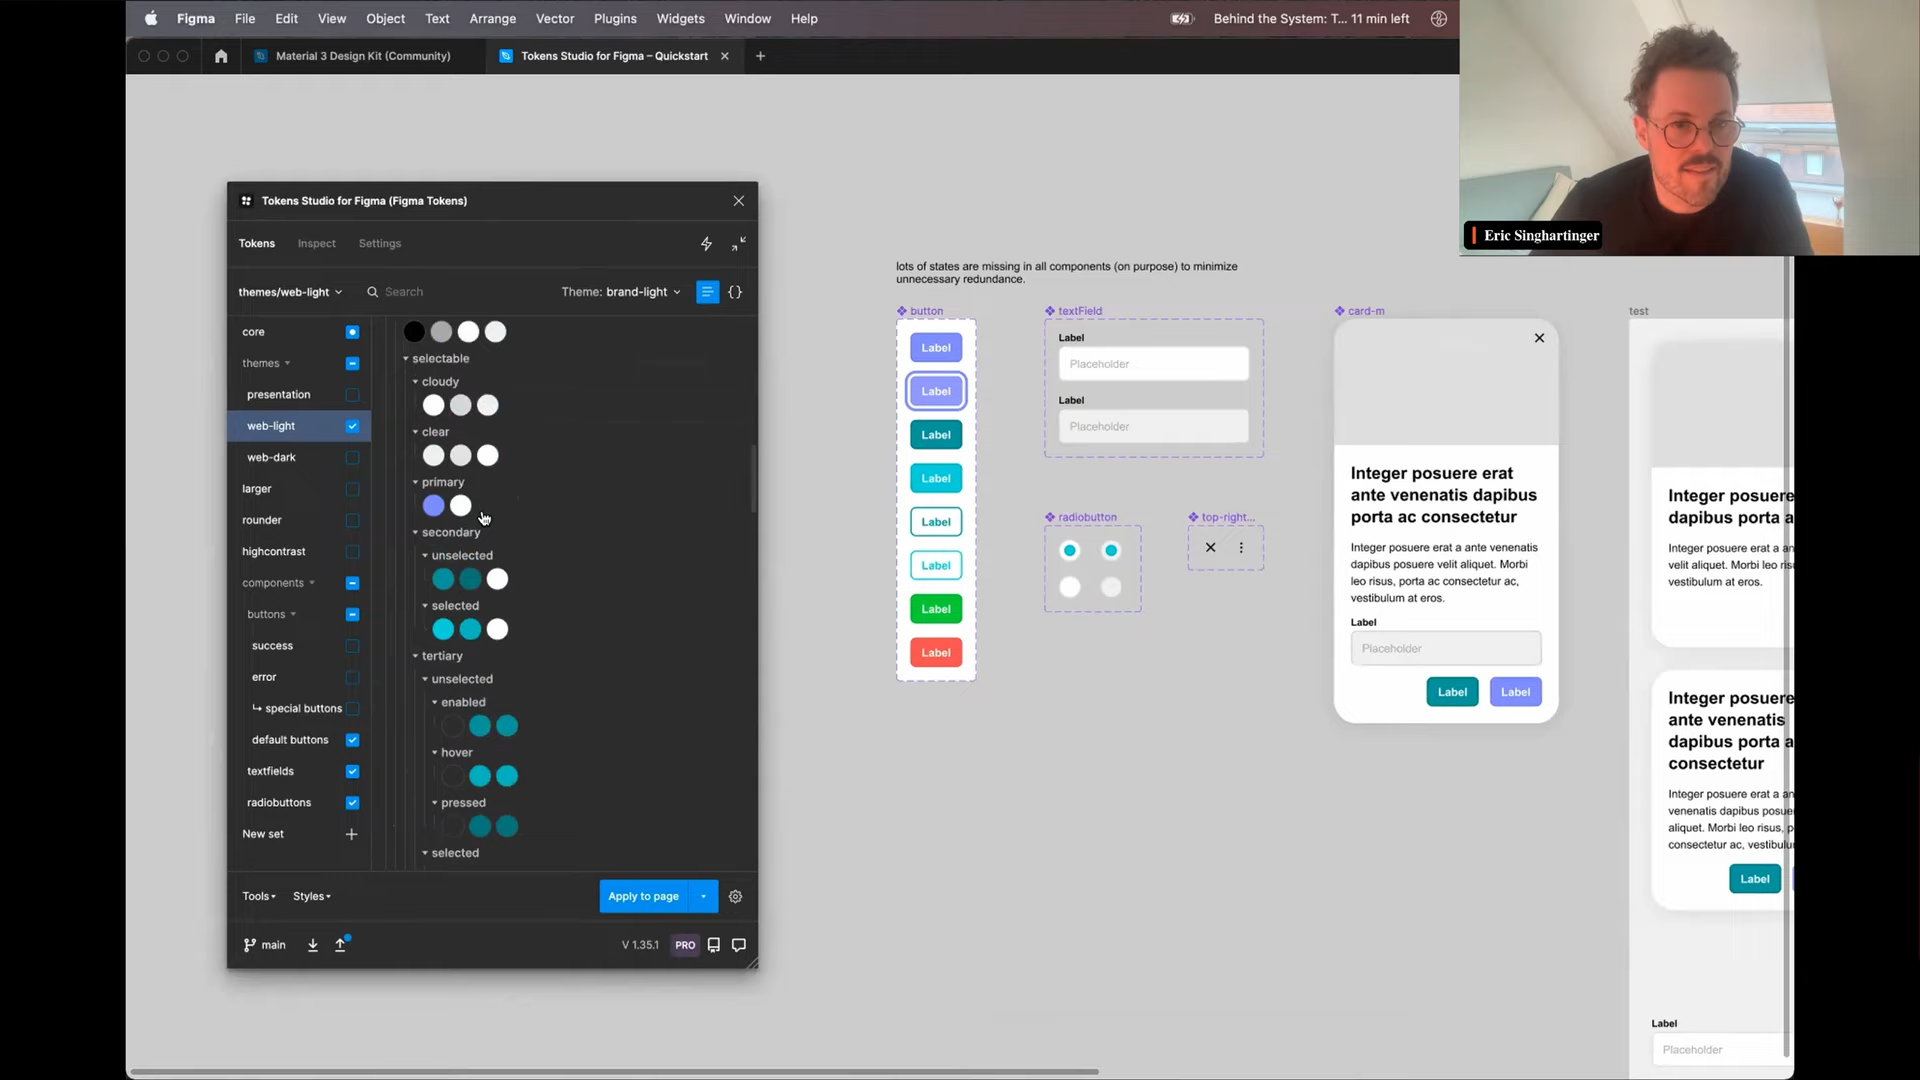 Figma File Edit View Object Text Arrange Vector Plugins Widgets Window Help
Behind the System: T... 11 min left
Material 3 Design Kit (Community)
Tokens Studio for Figma – Quickstart
Eric Singhartinger
Tokens Studio for Figma (Figma Tokens)
Tokens Inspect Settings
themes/web-light
Search
Theme: brand-light
core
themes
presentation
web-light
web-dark
larger
rounder
highcontrast
components
buttons
success
error
↳ special buttons
default buttons
textfields
radiobuttons
New set
selectable
cloudy
clear
primary
secondary
unselected
selected
tertiary
unselected
enabled
hover
pressed
selected
Tools
Styles
Apply to page
main
V 1.35.1
PRO
lots of states are missing in all components (on purpose) to minimize
unnecessary redundance.
button
Label
Label
Label
Label
Label
Label
Label
Label
textField
Label
Placeholder
Label
Placeholder
radiobutton
top-right...
card-m
Integer posuere erat
ante venenatis dapibus
porta ac consectetur
Integer posuere erat a ante venenatis
dapibus posuere velit aliquet. Morbi
leo risus, porta ac consectetur ac,
vestibulum at eros.
Label
Placeholder
Label
Label
test
Integer posuere
dapibus porta a
Integer posuere erat a an
velit aliquet. Morbi leo ris
vestibulum at eros.
Integer posuere
ante venenatis
dapibus porta a
consectetur
Integer posuere erat a an
venenatis dapibus posue
aliquet. Morbi leo risus, p
consectetur ac, vestibulu
Label
Label
Placeholder